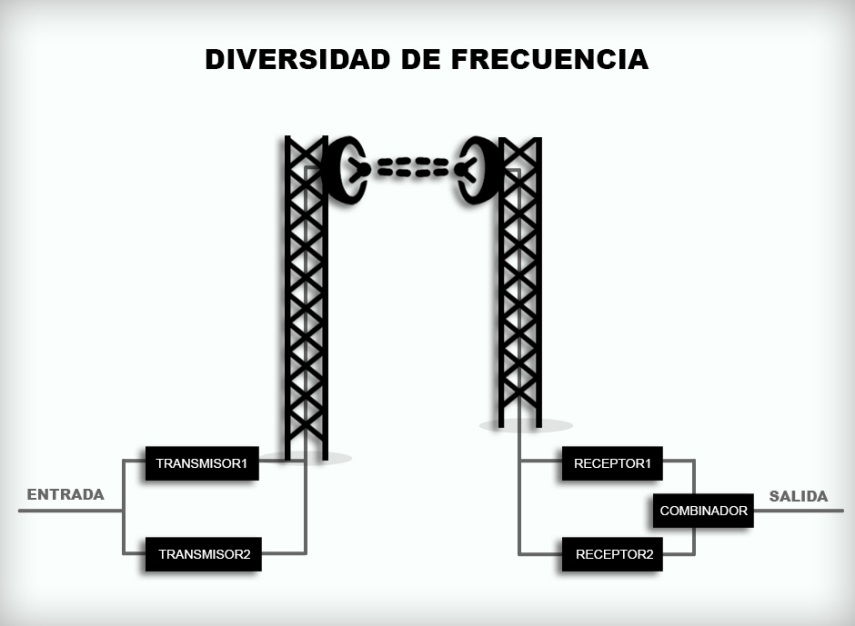 DIVERSIDAD DE FRECUENCIA
TRANSMISOR1
RECEPTOR1
ENTRADA
SALIDA
COMBINADOR
TRANSMISOR2
RECEPTOR2